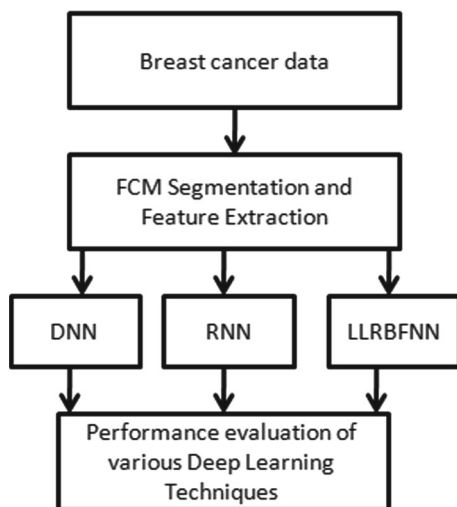 Breast cancer data
FCM Segmentation and
Feature Extraction
DNN
RNN
LLRBFNN
Performance evaluation of
various Deep Learning
Techniques